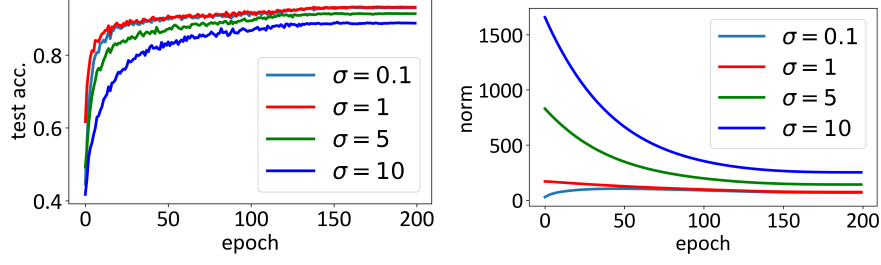 test acc.
0.8
0.6
0.4
σ = 0.1
σ = 1
σ = 5
σ = 10
0 50 100 150 200
epoch
norm
1500
1000
500
0
σ = 0.1
σ = 1
σ = 5
σ = 10
0 50 100 150 200
epoch